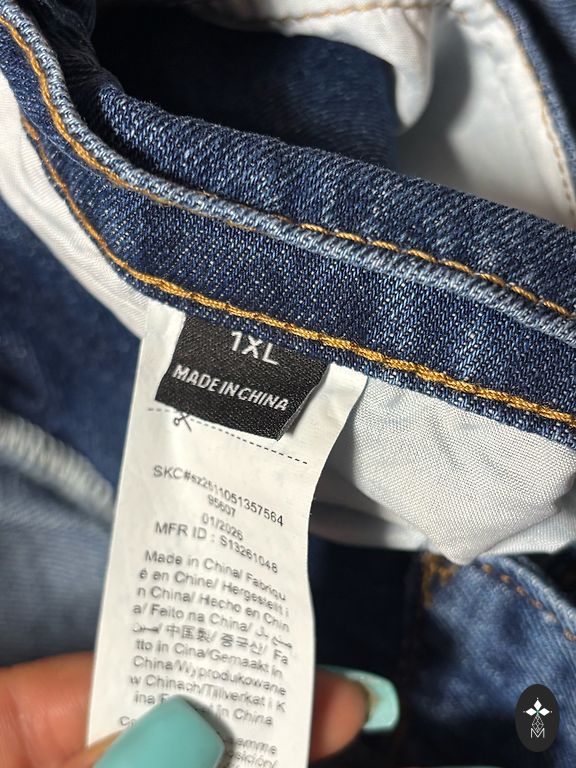 1XL
MADE IN CHINA
SKC#sz2511051357564
95607
01/2026
MFR ID : S13261048
Made in China/ Fabriqu
é en Chine/ Hergestellt i
n China/ Hecho en Chin
a/ Feito na China/
中国製/ 중국산/ Fa
tto in Cina/Gemaakt in
China/Wyprodukowane
w Chinach/Tillverkat i K
ina F i China
M